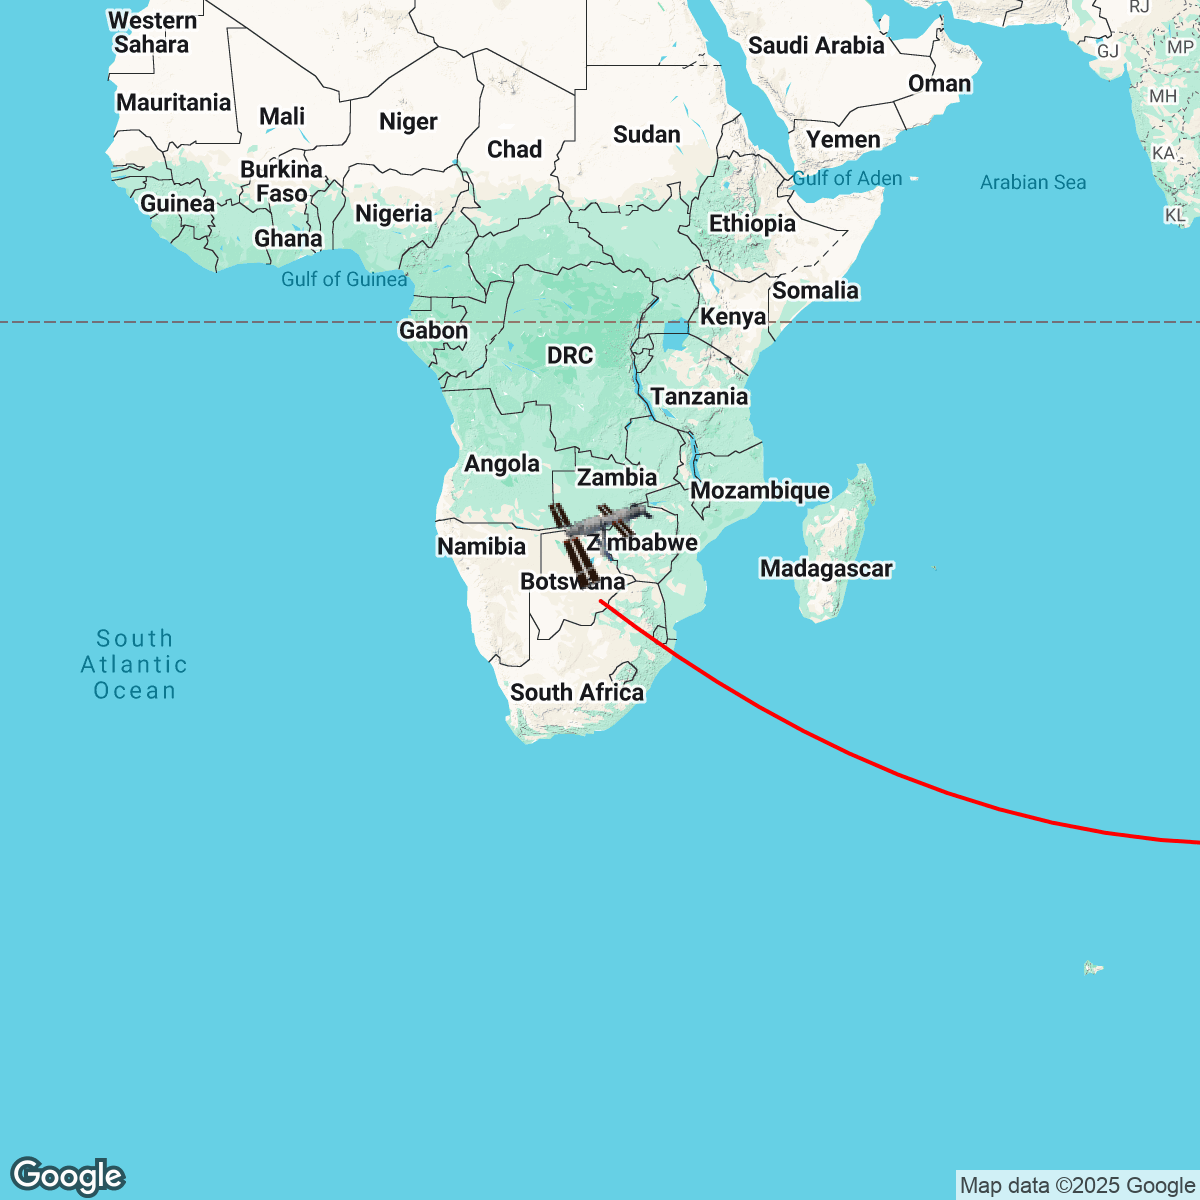 Western
Sahara
RJ
Saudi Arabia
GJ
MP
Oman
MH
Mauritania
Mali
Niger
Sudan
Yemen
Chad
KA
Burkina
Faso
Gulf of Aden
Arabian Sea
Guinea
Nigeria
KL
Ethiopia
Ghana
Gulf of Guinea
Somalia
Kenya
Gabon
DRC
Tanzania
Angola
Zambia
Mozambique
Namibia
Zimbabwe
Madagascar
Botswana
South
Atlantic
Ocean
South Africa
Google
Map data ©2025 Google